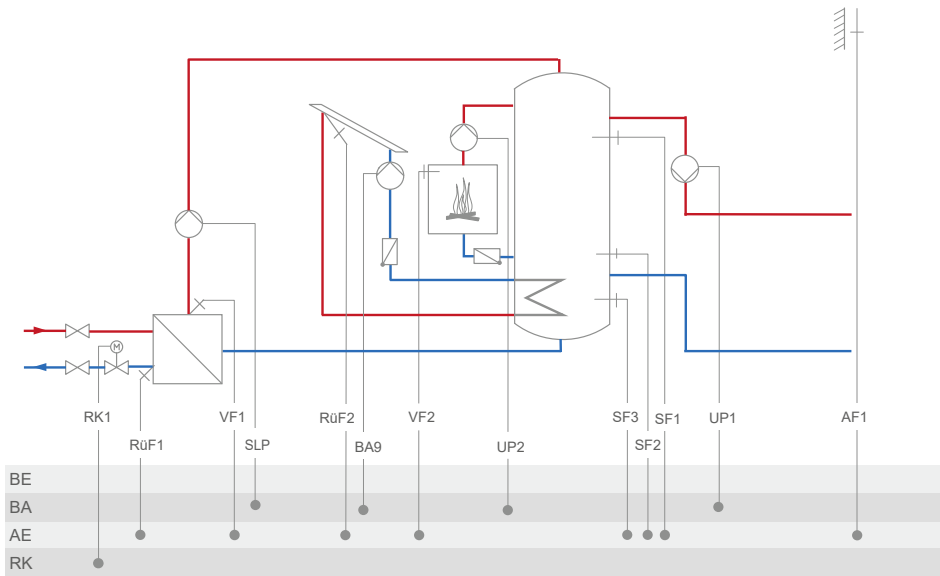 M
RK1
VF1
RüF2
VF2
SF3
SF1
UP1
AF1
RüF1
SLP
BA9
UP2
SF2
BE
BA
AE
RK